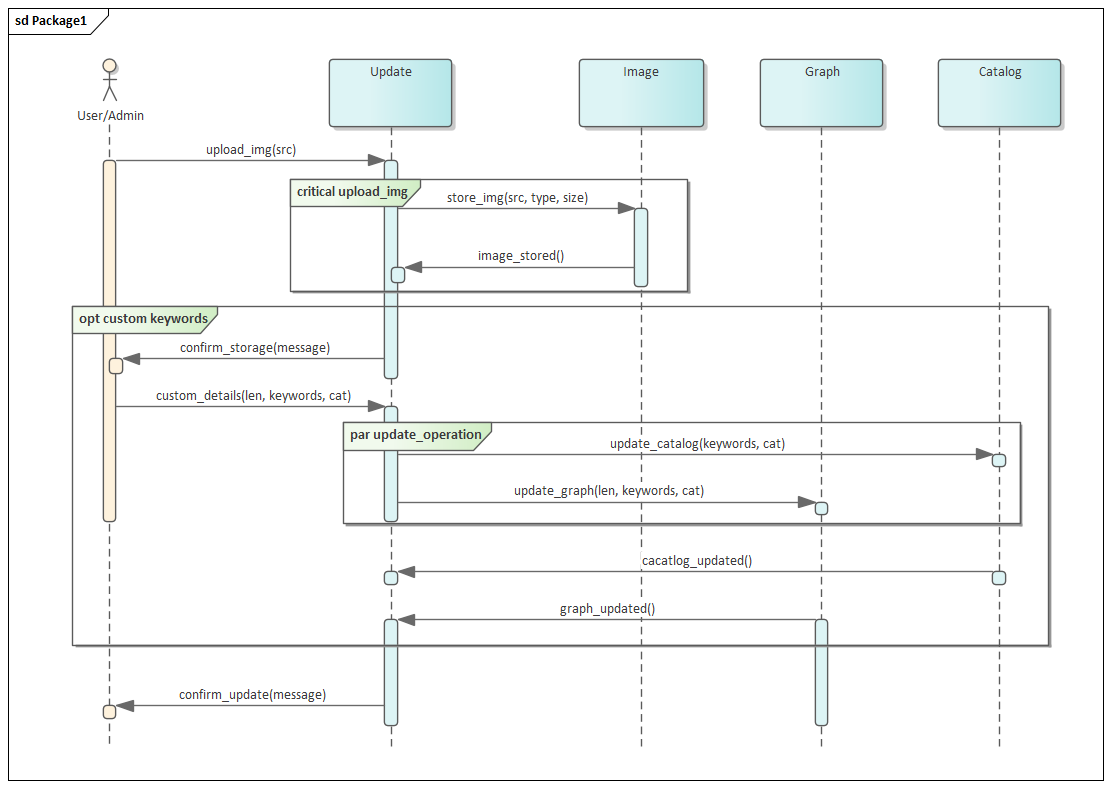 sd Package1
User/Admin
Update
Image
Graph
Catalog
upload_img(src)
critical upload_img
store_img(src, type, size)
image_stored()
opt custom keywords
confirm_storage(message)
custom_details(len, keywords, cat)
par update_operation
update_catalog(keywords, cat)
update_graph(len, keywords, cat)
cacatlog_updated()
graph_updated()
confirm_update(message)